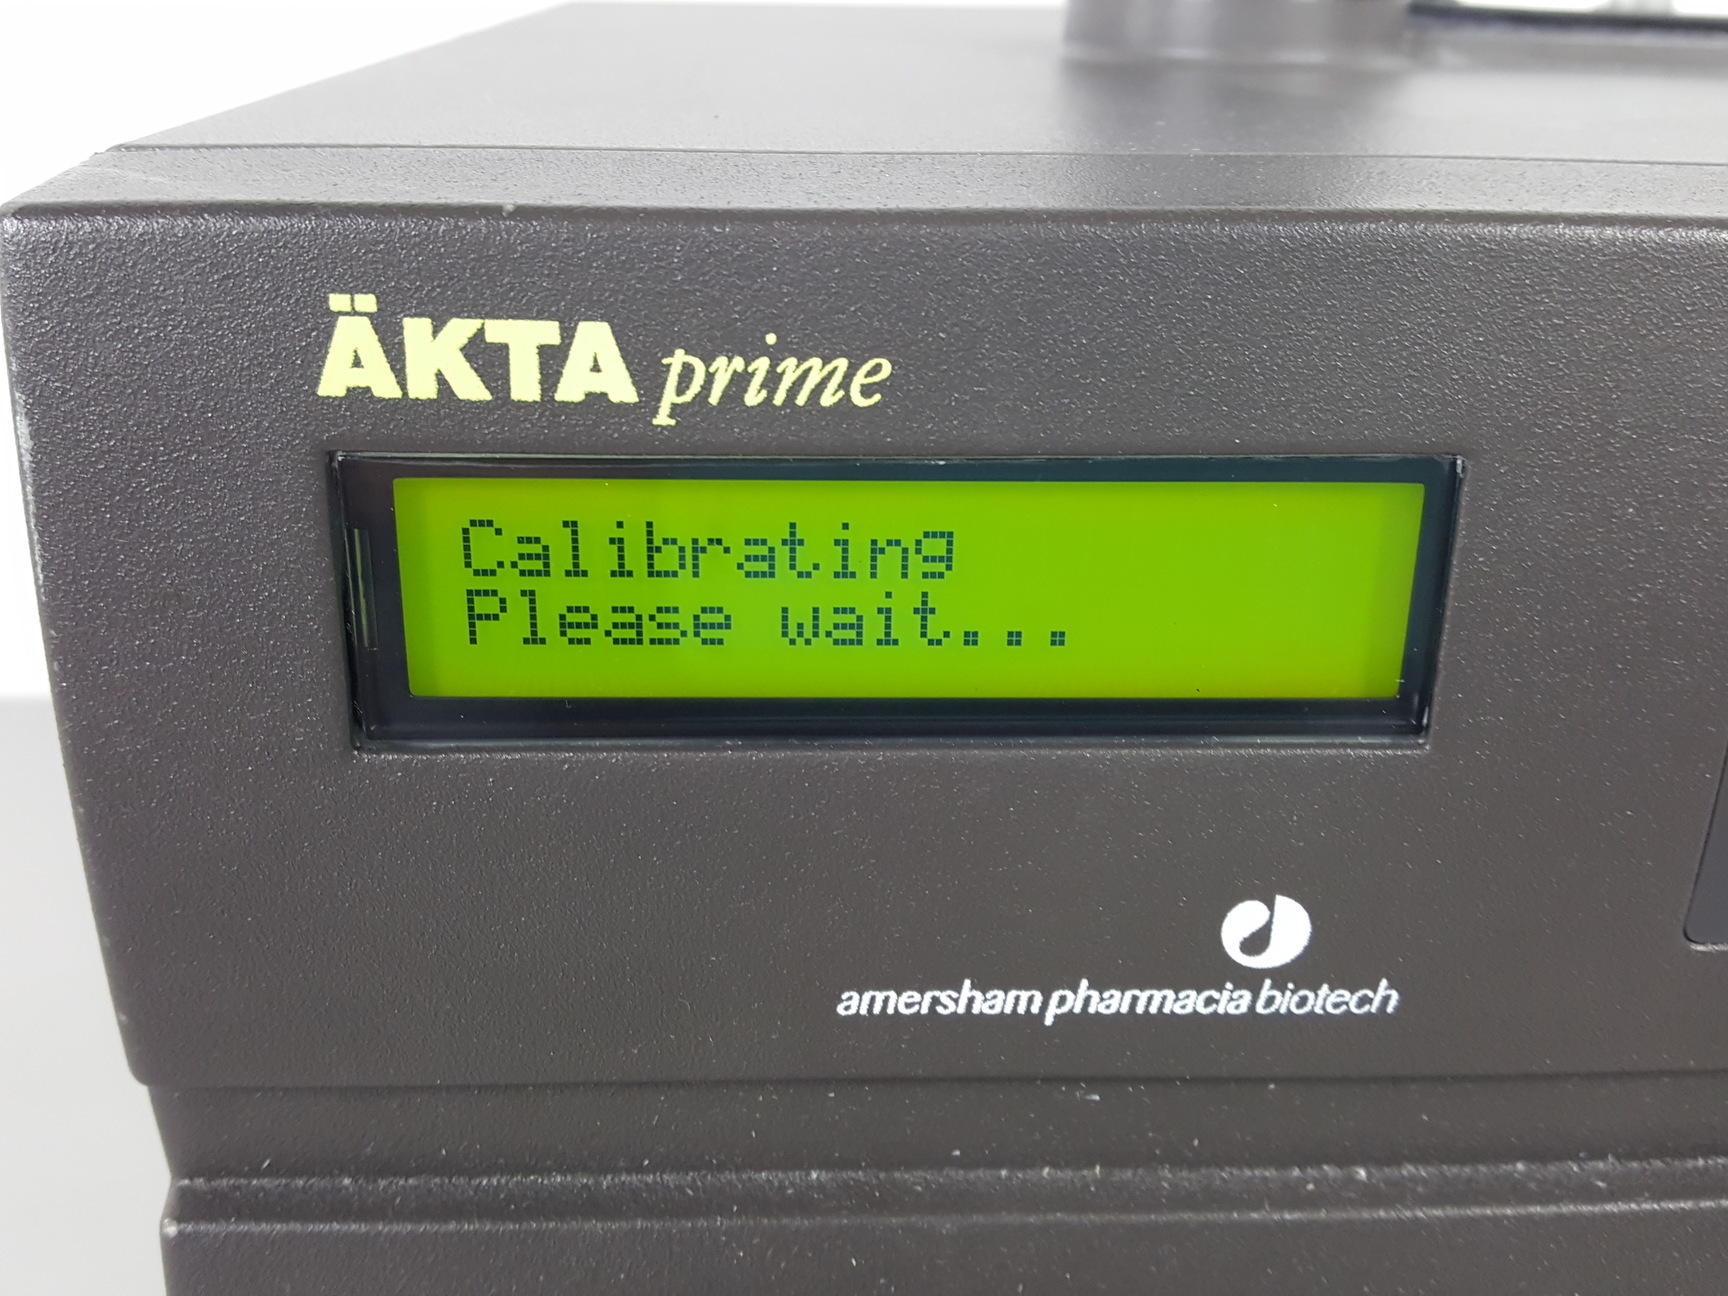 ÄKTA prime
Calibrating
Please wait...
amersham pharmacia biotech